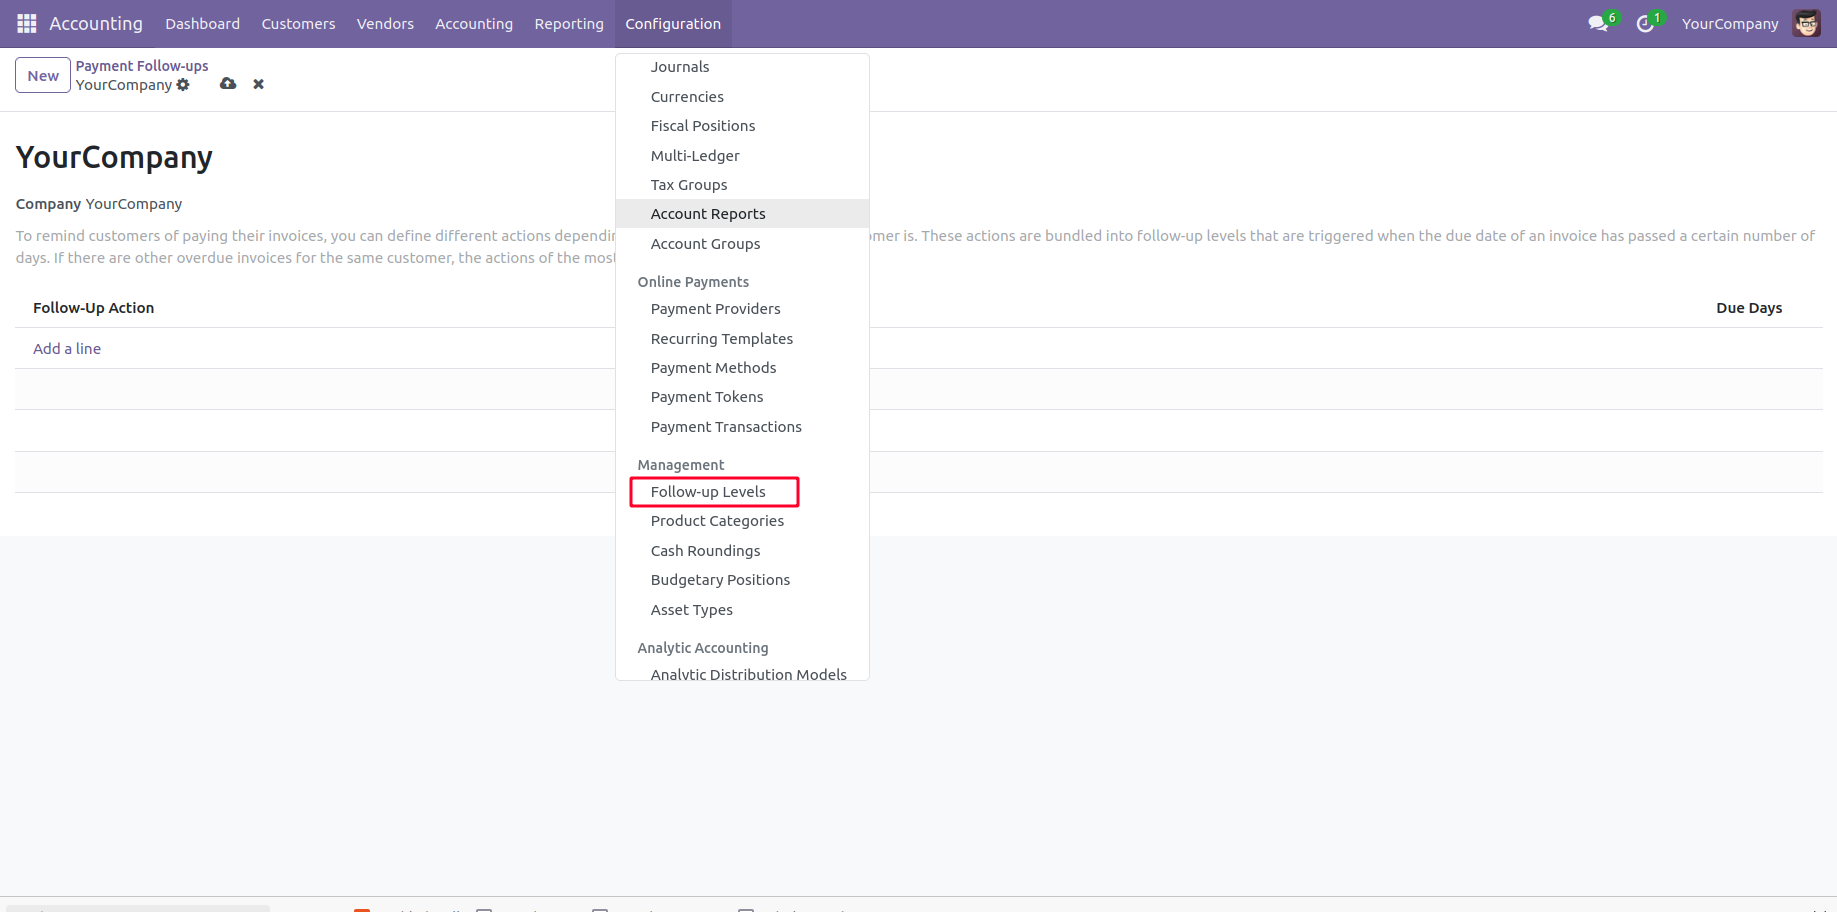 Accounting Dashboard Customers Vendors Accounting Reporting Configuration 6 1 YourCompany
New Payment Follow-ups
YourCompany
YourCompany
Company YourCompany
To remind customers of paying their invoices, you can define different actions omer is. These actions are bundled into follow-up levels that are triggered when the due date of an invoice has passed a certain number of
days. If there are other overdue invoices for the same customer, the actions of the most
Follow-Up Action Due Days
Add a line
Journals
Currencies
Fiscal Positions
Multi-Ledger
Tax Groups
Account Reports
Account Groups
Online Payments
Payment Providers
Recurring Templates
Payment Methods
Payment Tokens
Payment Transactions
Management
Follow-up Levels
Product Categories
Cash Roundings
Budgetary Positions
Asset Types
Analytic Accounting
Analytic Distribution Models